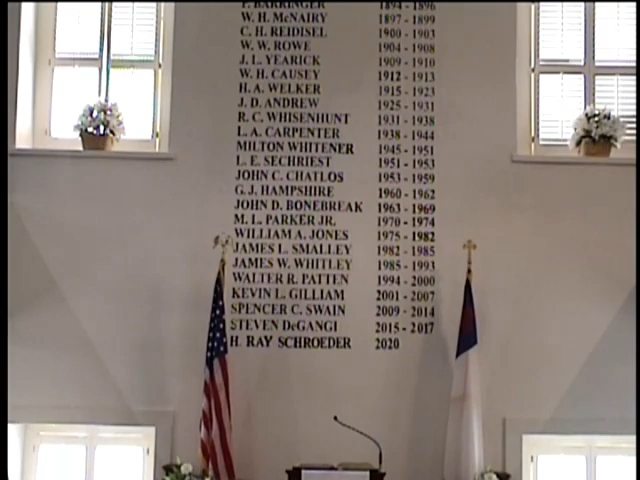 P. BARRINGER 1894 - 1896
W. H. McNAIRY 1897 - 1899
C. H. REIDISEL 1900 - 1903
W. W. ROWE 1904 - 1908
J. L. YEARICK 1909 - 1910
W. H. CAUSEY 1912 - 1913
H. A. WELKER 1915 - 1923
J. D. ANDREW 1925 - 1931
R. C. WHISENHUNT 1931 - 1938
L. A. CARPENTER 1938 - 1944
MILTON WHITENER 1945 - 1951
L. E. SECHRIEST 1951 - 1953
JOHN C. CHATLOS 1953 - 1959
G. J. HAMPSHIRE 1960 - 1962
JOHN D. BONEBREAK 1963 - 1969
M. L. PARKER JR. 1970 - 1974
WILLIAM A. JONES 1975 - 1982
JAMES L. SMALLEY 1982 - 1985
JAMES W. WHITLEY 1985 - 1993
WALTER R. PATTEN 1994 - 2000
KEVIN L. GILLIAM 2001 - 2007
SPENCER C. SWAIN 2009 - 2014
STEVEN DeGANGI 2015 - 2017
H. RAY SCHROEDER 2020